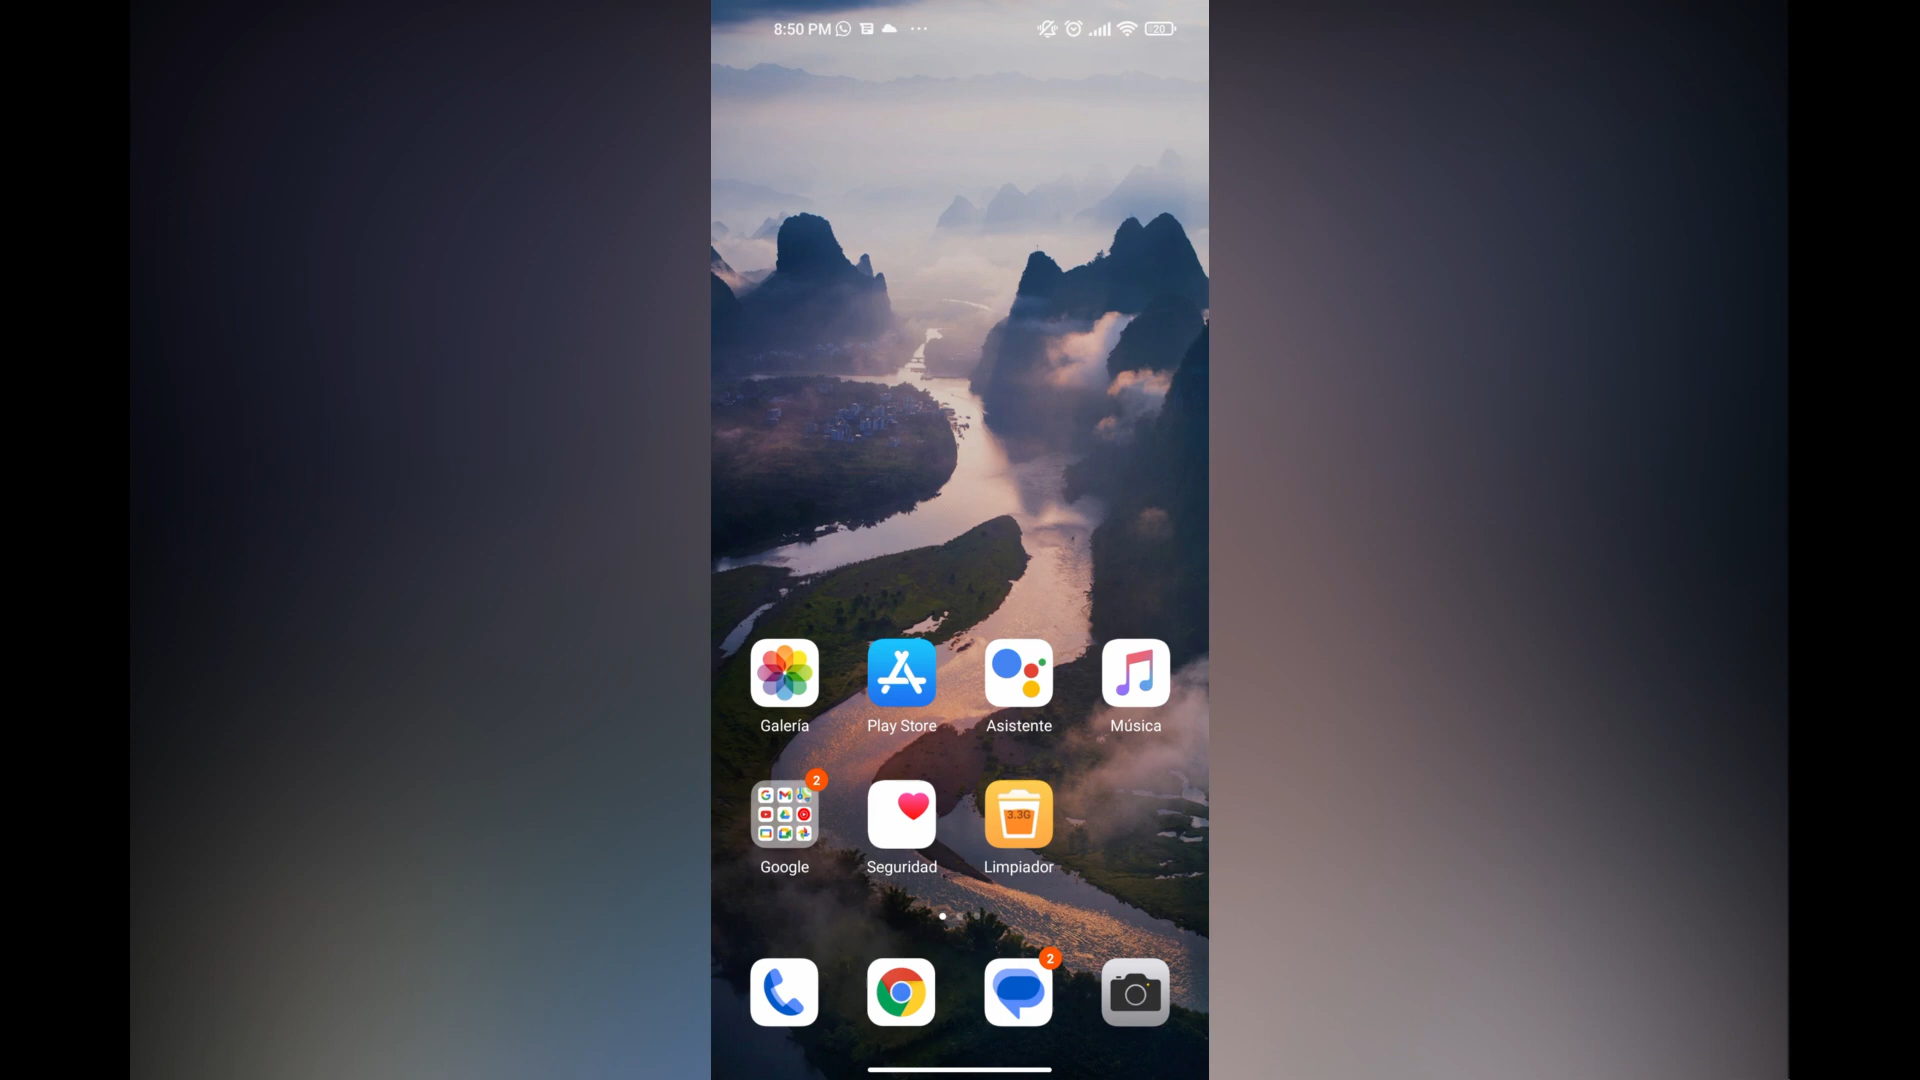 8:50 PM
20
Galería
Play Store
Asistente
Música
2
3.3G
Google
Seguridad
Limpiador
2